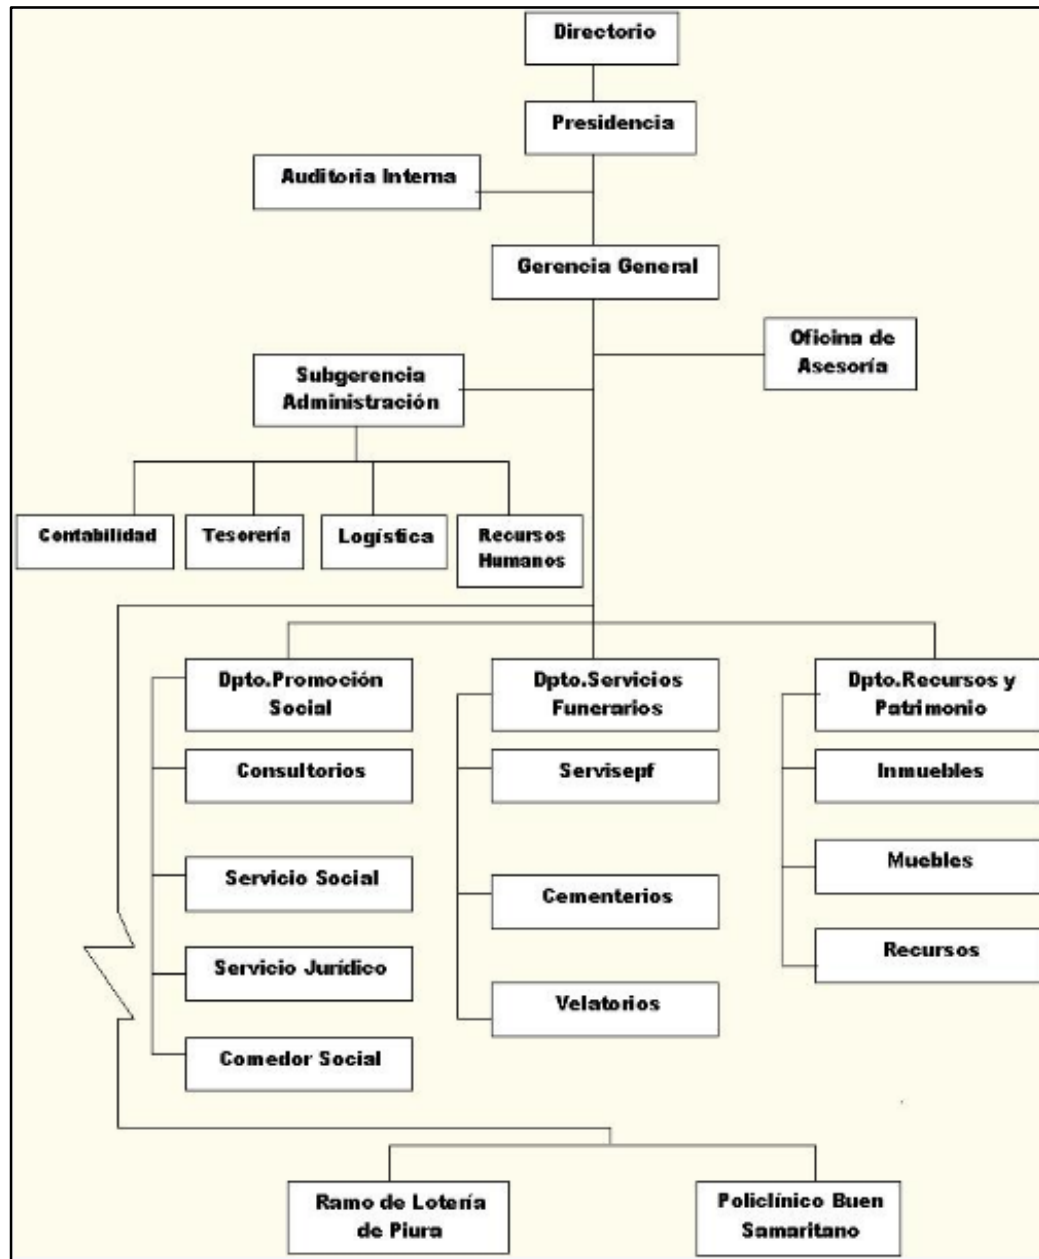 Directorio
Presidencia
Auditoria Interna
Gerencia General
Oficina de
Asesoría
Subgerencia
Administración
Contabilidad
Tesorería
Logística
Recursos
Humanos
Dpto.Promoción
Social
Dpto.Servicios
Funerarios
Dpto.Recursos y
Patrimonio
Consultorios
Servisepf
Inmuebles
Servicio Social
Cementerios
Muebles
Servicio Jurídico
Velatorios
Recursos
Comedor Social
Ramo de Lotería
de Piura
Policlínico Buen
Samaritano